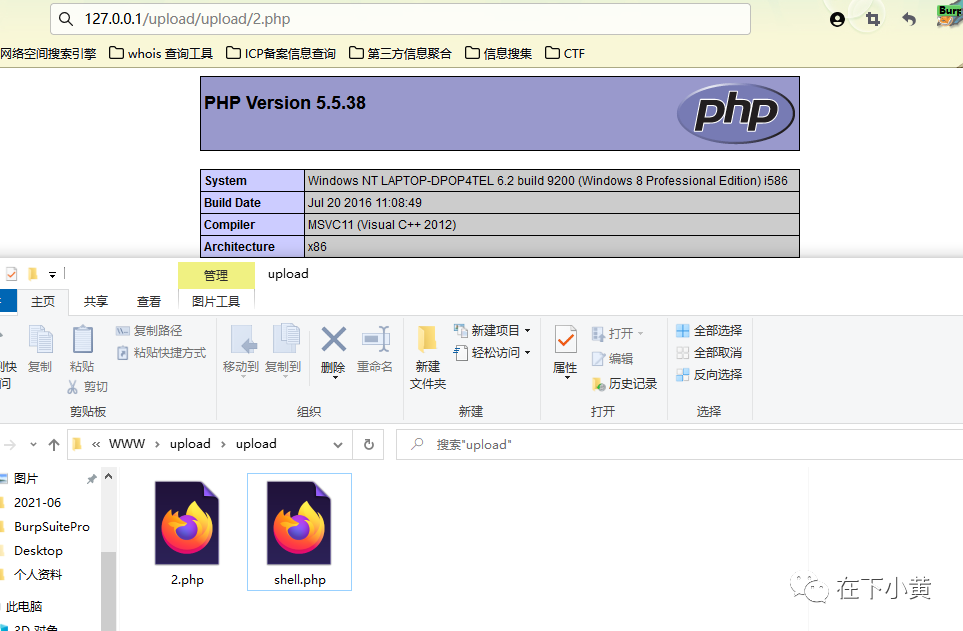 127.0.0.1/upload/upload/2.php
Burp
网络空间搜索引擎 whois 查询工具 ICP备案信息查询 第三方信息聚合 信息搜集 CTF
PHP Version 5.5.38
php
System Windows NT LAPTOP-DPOP4TEL 6.2 build 9200 (Windows 8 Professional Edition) i586
Build Date Jul 20 2016 11:08:49
Compiler MSVC11 (Visual C++ 2012)
Architecture x86
管理 upload
主页 共享 查看 图片工具
复制 粘贴 复制路径 粘贴快捷方式 剪切
剪贴板
移动到 复制到 删除 重命名
组织
新建文件夹 新建项目 轻松访问
新建
属性 打开 编辑 历史记录
打开
全部选择 全部取消 反向选择
选择
« WWW › upload › upload
搜索"upload"
图片
2021-06
BurpSuitePro
Desktop
个人资料
此电脑
3D 对象
2.php
shell.php
在下小黄